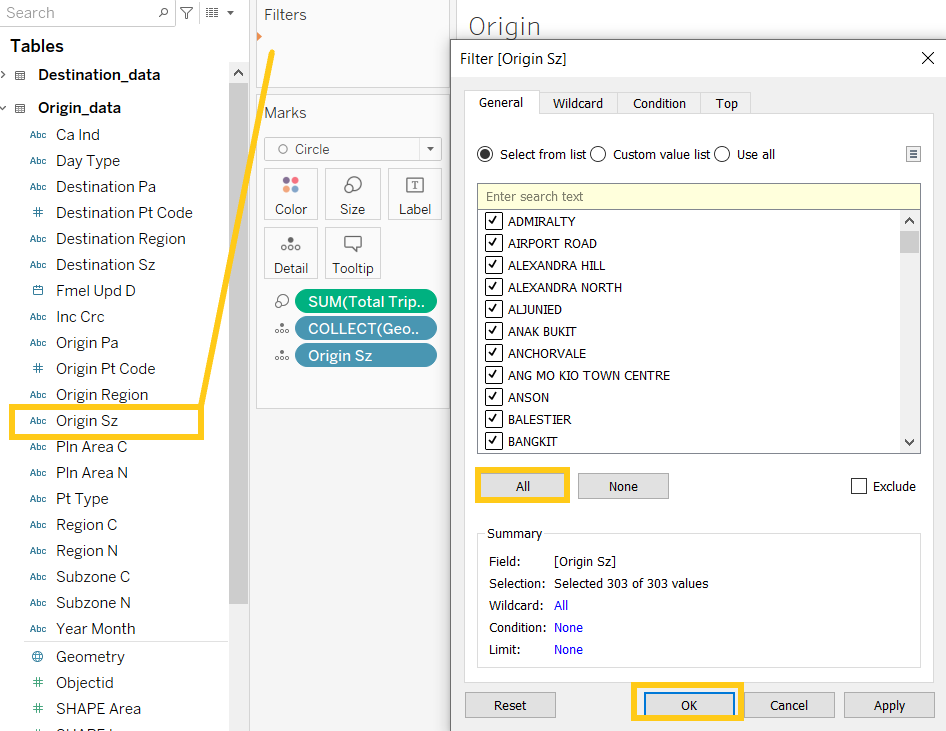 Search
Tables
Destination_data
Origin_data
Abc Ca Ind
Abc Day Type
Abc Destination Pa
# Destination Pt Code
Abc Destination Region
Abc Destination Sz
Fmel Upd D
Abc Inc Crc
Abc Origin Pa
# Origin Pt Code
Abc Origin Region
Abc Origin Sz
Abc Pln Area C
Abc Pln Area N
Abc Pt Type
Abc Region C
Abc Region N
Abc Subzone C
Abc Subzone N
Abc Year Month
Geometry
# Objectid
# SHAPE Area
Filters
Marks
Circle
Color
Size
T
Label
Detail
Tooltip
SUM(Total Trip..
COLLECT(Geo..
Origin Sz
Origin
Filter [Origin Sz]
General
Wildcard
Condition
Top
Select from list
Custom value list
Use all
Enter search text
ADMIRALTY
AIRPORT ROAD
ALEXANDRA HILL
ALEXANDRA NORTH
ALJUNIED
ANAK BUKIT
ANCHORVALE
ANG MO KIO TOWN CENTRE
ANSON
BALESTIER
BANGKIT
All
None
Exclude
Summary
Field: [Origin Sz]
Selection: Selected 303 of 303 values
Wildcard: All
Condition: None
Limit: None
Reset
OK
Cancel
Apply